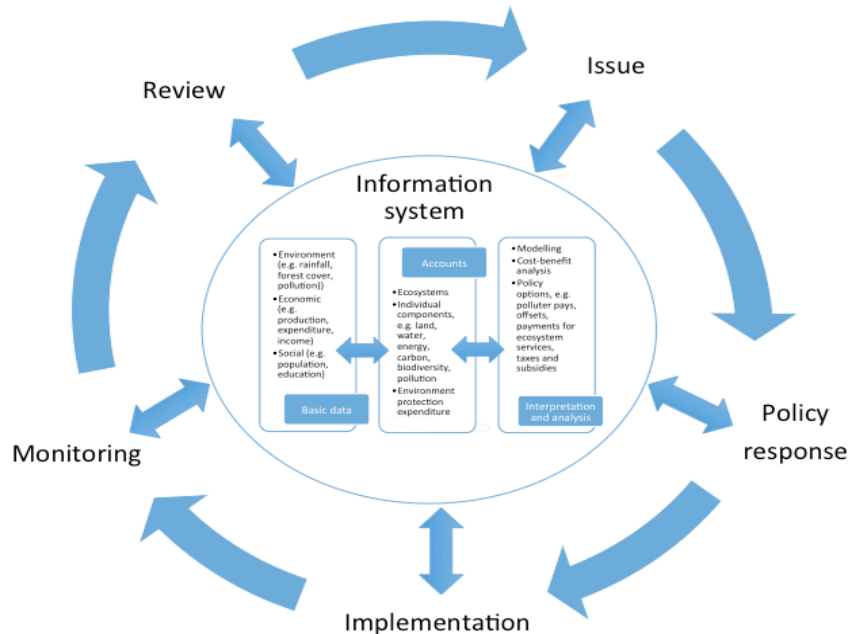 Issue
Review
Information
system
• Environment
(e.g. rainfall,
forest cover,
pollution))
• Economic
(e.g.
production,
expenditure,
income)
• Social (e.g.
population,
education)
Basic data
Accounts
• Ecosystems
• Individual
components,
e.g. land,
water,
energy,
carbon,
biodiversity,
pollution
• Environment
protection
expenditure
• Modelling
• Cost-benefit
analysis
• Policy
options, e.g.
polluter pays,
offsets,
payments for
ecosystem
services,
taxes and
subsidies
Interpretation
and analysis
Policy
response
Monitoring
Implementation